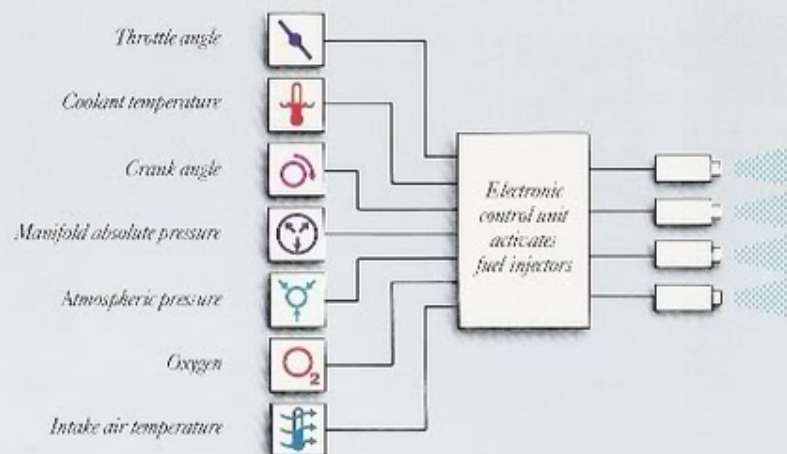 Throttle angle
Coolant temperature
Crank angle
Manifold absolute pressure
Atmospheric pressure
Oxygen
O2
Intake air temperature
Electronic
control unit
activates
fuel injectors